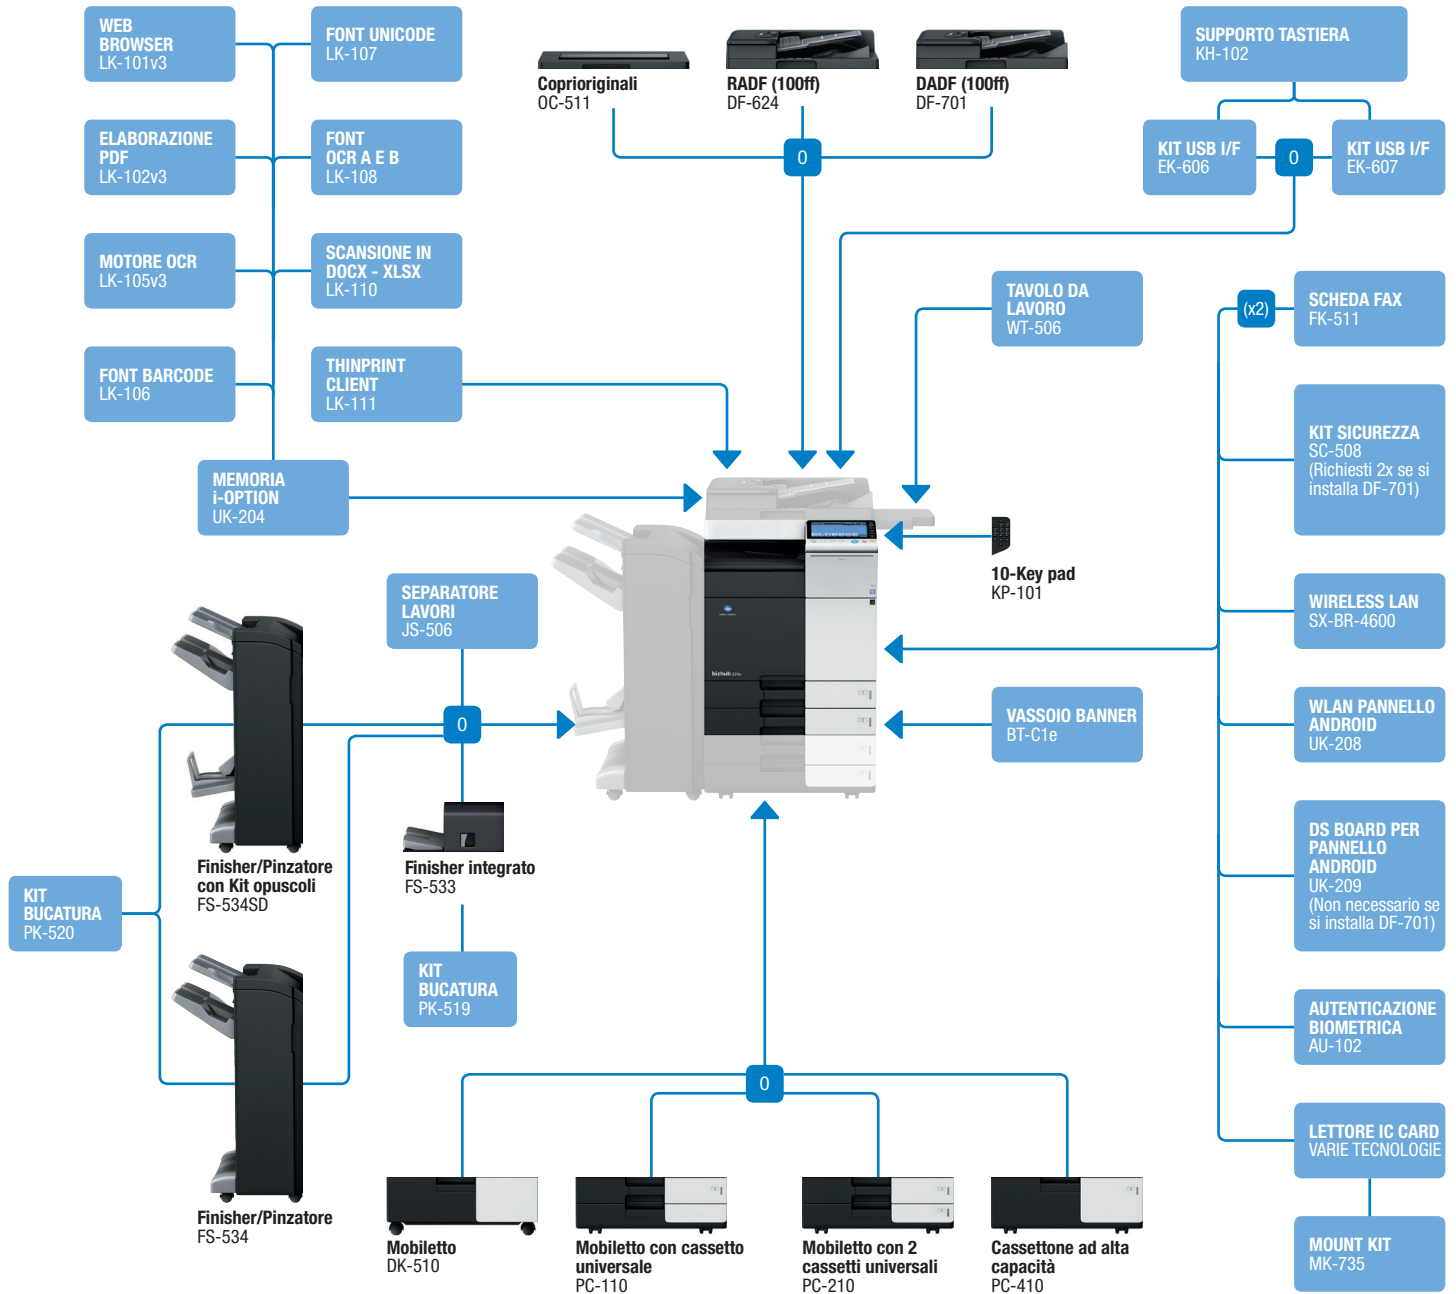 WEB
BROWSER
LK-101v3
FONT UNICODE
LK-107
ELABORAZIONE
PDF
LK-102v3
FONT
OCR A E B
LK-108
MOTORE OCR
LK-105v3
SCANSIONE IN
DOCX - XLSX
LK-110
FONT BARCODE
LK-106
THINPRINT
CLIENT
LK-111
MEMORIA
i-OPTION
UK-204
Coprioriginali
OC-511
RADF (100ff)
DF-624
DADF (100ff)
DF-701
O
SUPPORTO TASTIERA
KH-102
KIT USB I/F
EK-606
O
KIT USB I/F
EK-607
TAVOLO DA
LAVORO
WT-506
(x2)
SCHEDA FAX
FK-511
KIT SICUREZZA
SC-508
(Richiesti 2x se si
installa DF-701)
10-Key pad
KP-101
WIRELESS LAN
SX-BR-4600
SEPARATORE
LAVORI
JS-506
O
bizhub
VASSOIO BANNER
BT-C1e
WLAN PANNELLO
ANDROID
UK-208
DS BOARD PER
PANNELLO
ANDROID
UK-209
(Non necessario se
si installa DF-701)
Finisher/Pinzatore
con Kit opuscoli
FS-534SD
Finisher integrato
FS-533
KIT
BUCATURA
PK-520
KIT
BUCATURA
PK-519
AUTENTICAZIONE
BIOMETRICA
AU-102
O
LETTORE IC CARD
VARIE TECNOLOGIE
Finisher/Pinzatore
FS-534
Mobiletto
DK-510
Mobiletto con cassetto
universale
PC-110
Mobiletto con 2
cassetti universali
PC-210
Cassettone ad alta
capacità
PC-410
MOUNT KIT
MK-735